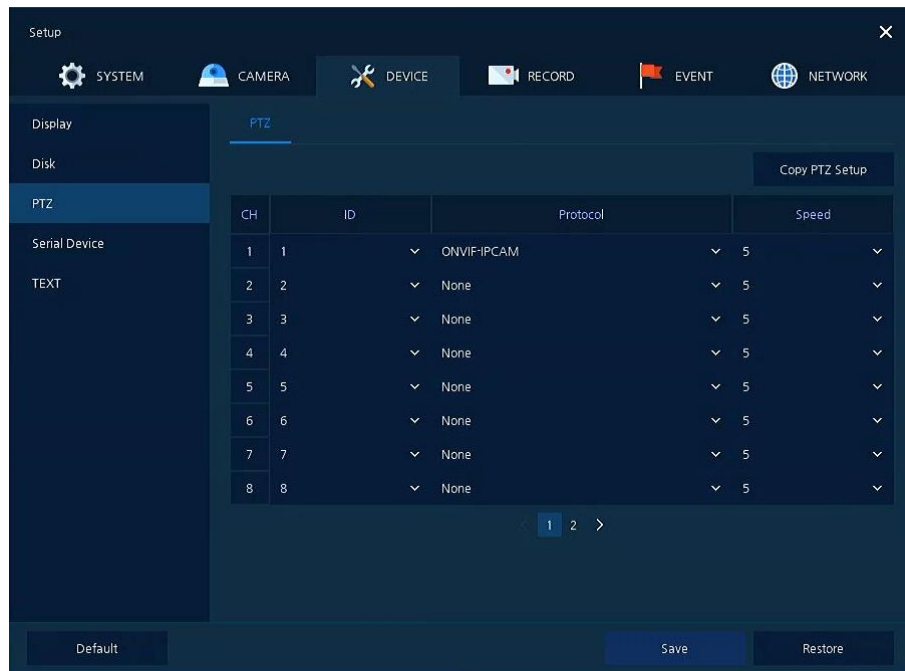 Setup
SYSTEM CAMERA DEVICE RECORD EVENT NETWORK
Display
Disk
PTZ
Serial Device
TEXT
PTZ
Copy PTZ Setup
CH ID Protocol Speed
1 1 ONVIF-IPCAM 5
2 2 None 5
3 3 None 5
4 4 None 5
5 5 None 5
6 6 None 5
7 7 None 5
8 8 None 5
1 2
Default Save Restore